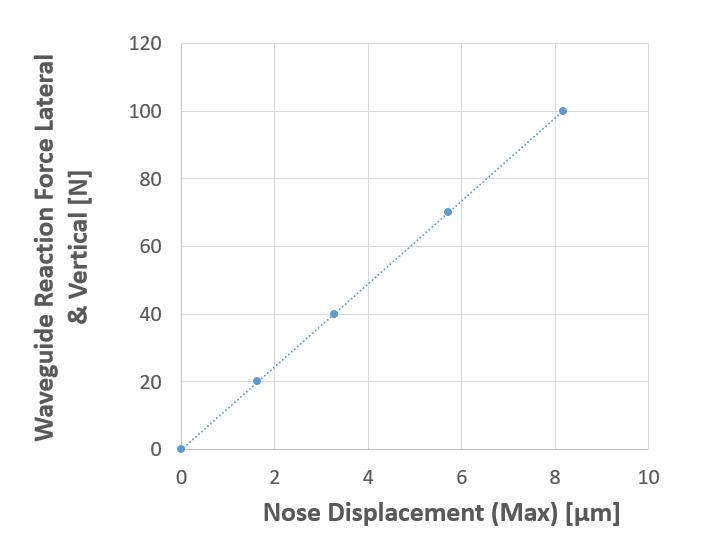 120
100
80
60
40
20
0
0 2 4 6 8 10
Waveguide Reaction Force Lateral
& Vertical [N]
Nose Displacement (Max) [µm]